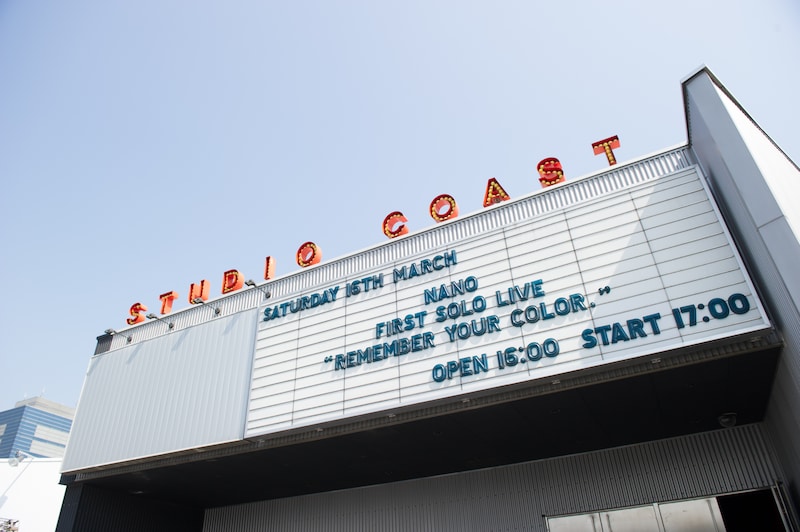 STUDIO COAST
SATURDAY 16TH MARCH
NANO
FIRST SOLO LIVE
"REMEMBER YOUR COLOR."
OPEN 16:00 START 17:00